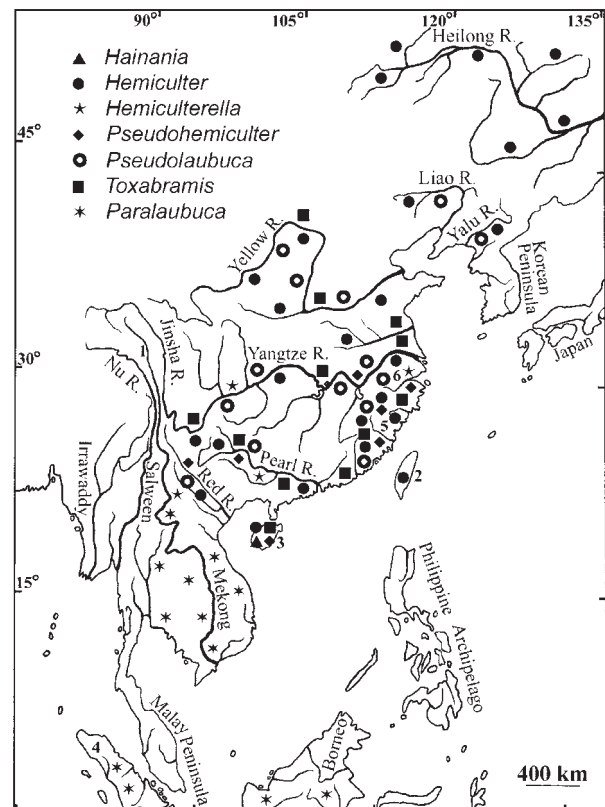 90° 105° 120° 135°
Heilong R.
Hainania
Hemiculter
Hemiculterella
Pseudohemiculter
Pseudolaubuca
Toxabramis
Paralaubuca
45°
Liao R.
Yalu R.
Yellow R.
Korean
Peninsula
Japan
Jinsha R.
1
30°
Yangtze R.
Nu R.
6
5
Pearl R.
Red R.
Irrawaddy
Salween
2
3
15°
Mekong
Philippine
Archipelago
Malay Peninsula
4
Borneo
400 km